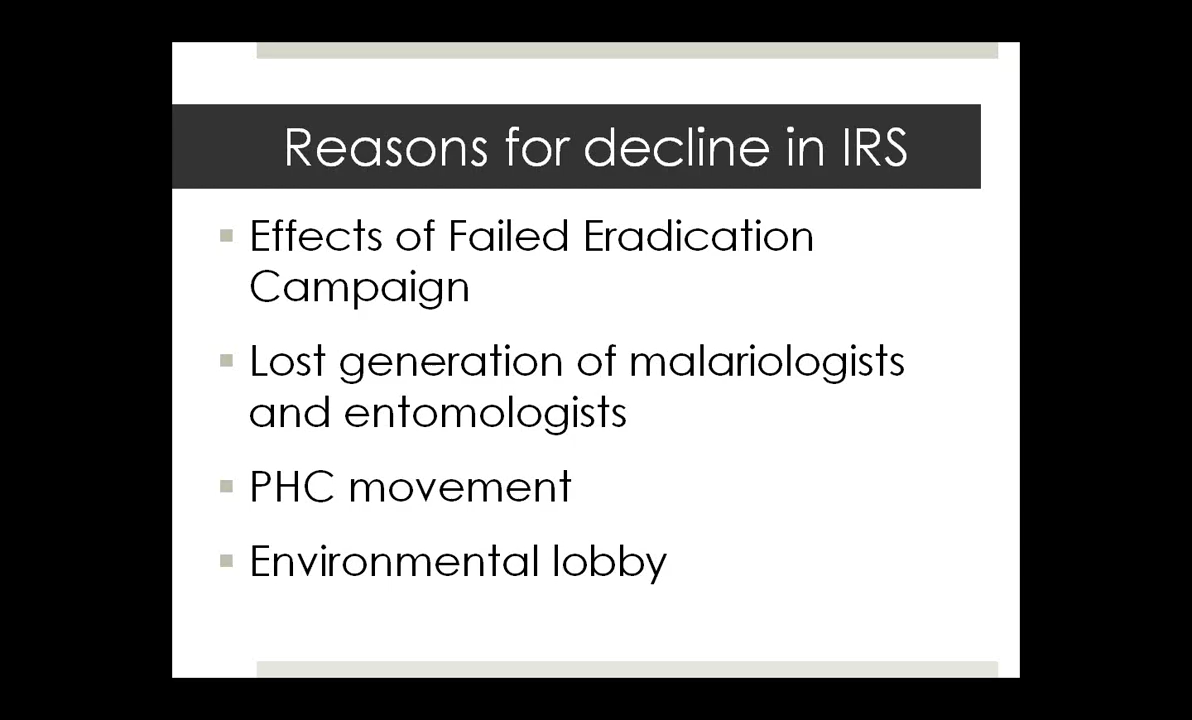 Reasons for decline in IRS
Effects of Failed Eradication
Campaign
Lost generation of malariologists
and entomologists
PHC movement
Environmental lobby